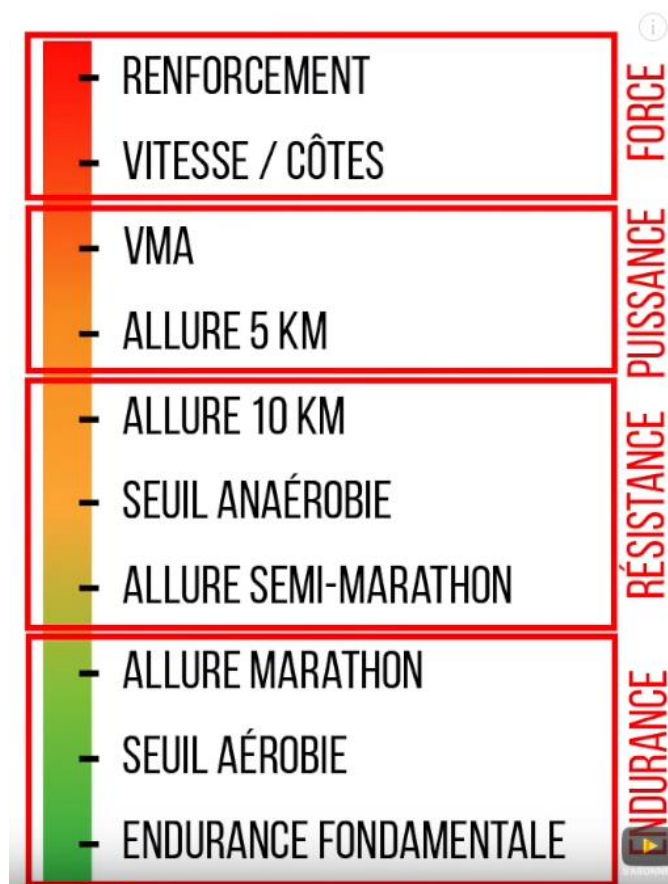 RENFORCEMENT
VITESSE / CÔTES
FORCE
VMA
ALLURE 5 KM
PUISSANCE
ALLURE 10 KM
SEUIL ANAÉROBIE
ALLURE SEMI-MARATHON
RÉSISTANCE
ALLURE MARATHON
SEUIL AÉROBIE
ENDURANCE FONDAMENTALE
ENDURANCE
S'ABONNER